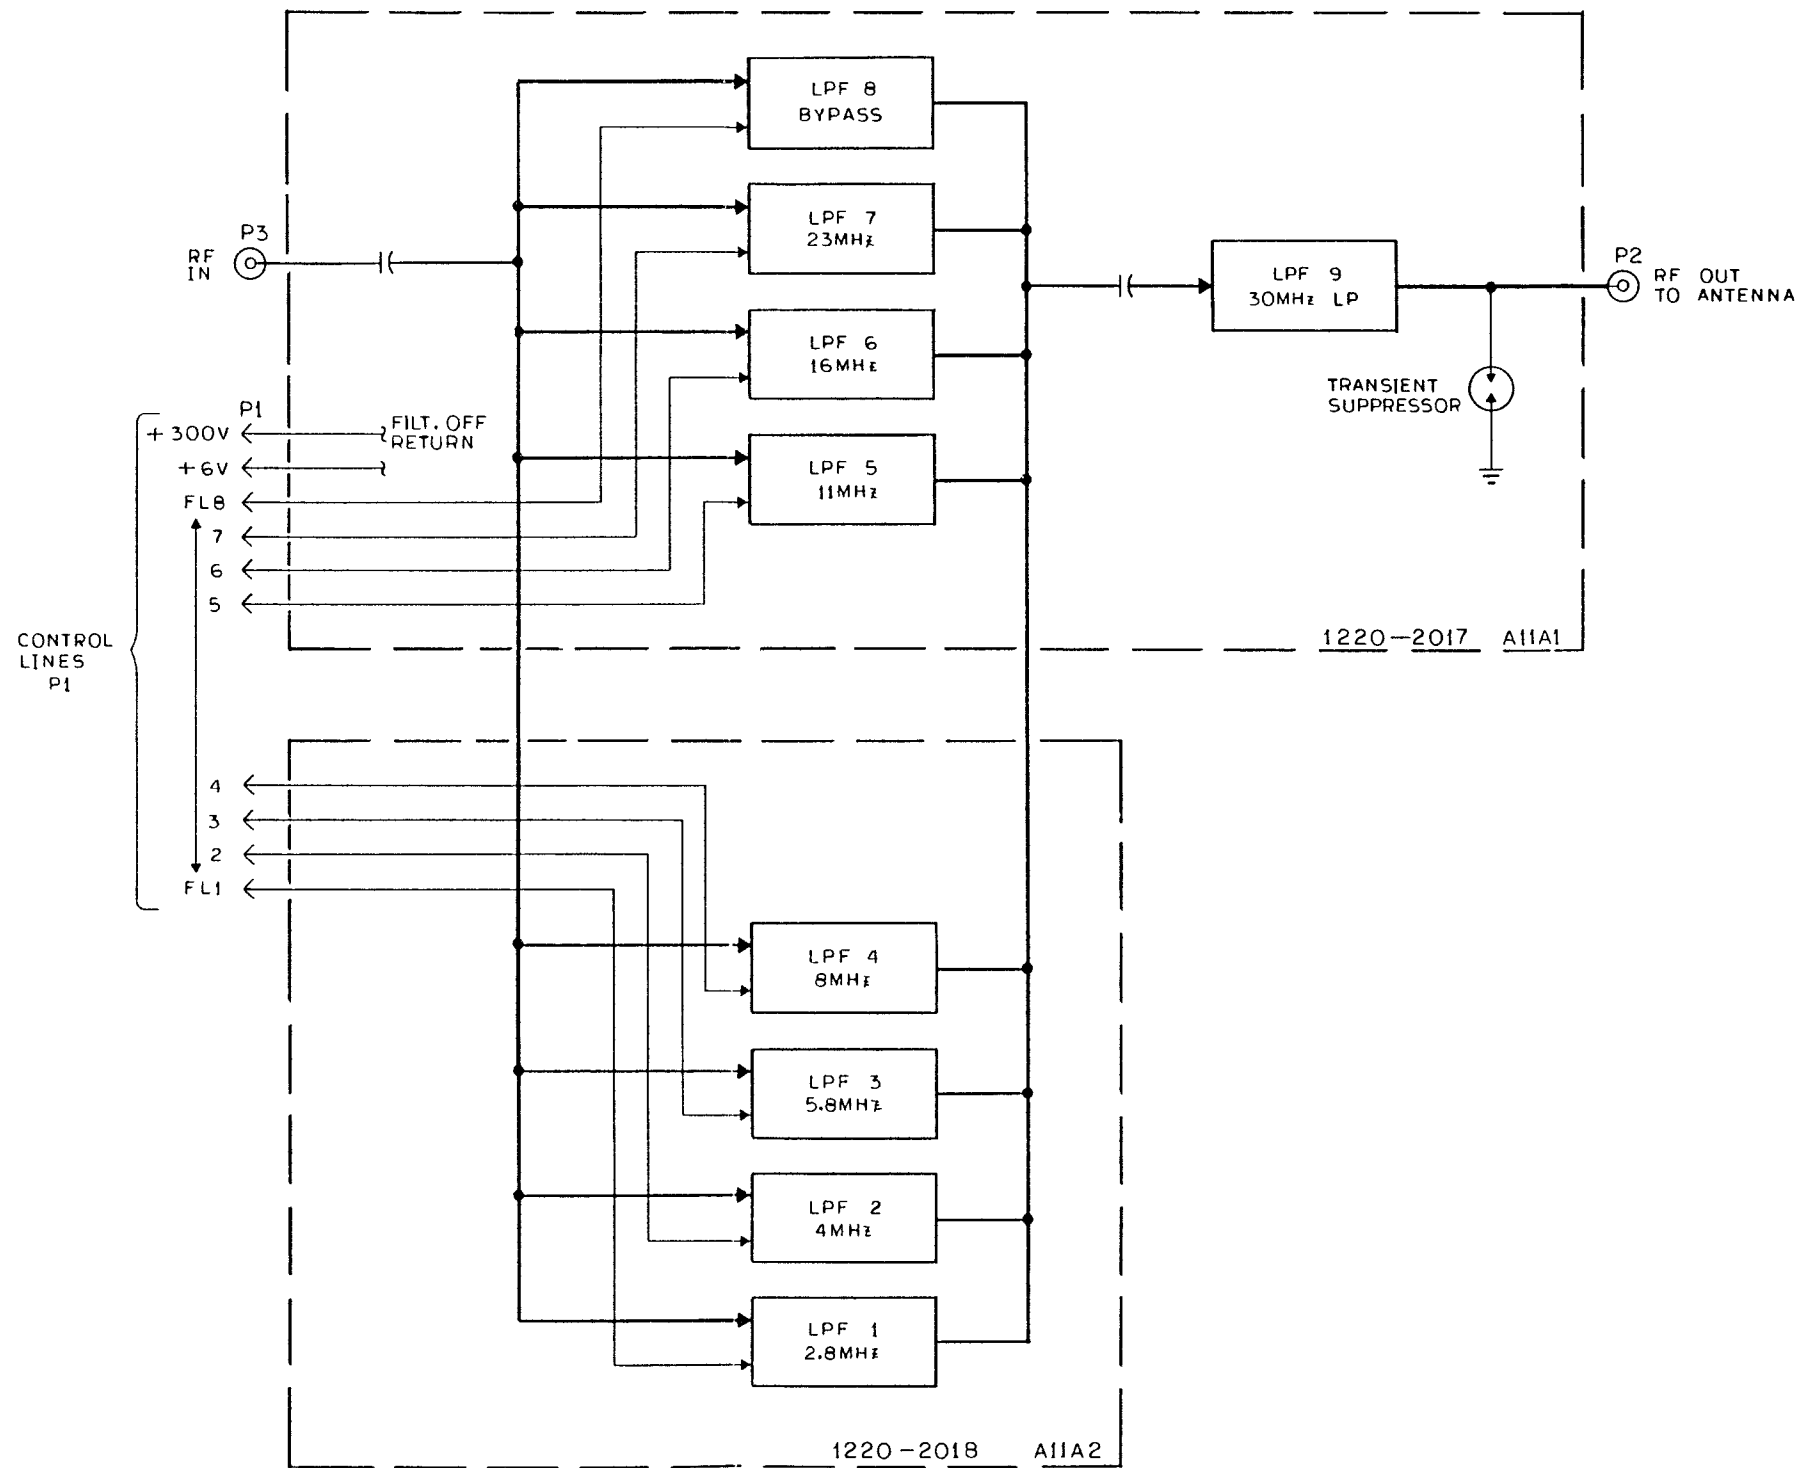 LPF 8
BYPASS
LPF 7
23MHz
P3
RF
IN
LPF 6
16MHz
LPF 9
30MHz LP
P2
RF OUT
TO ANTENNA
TRANSIENT
SUPPRESSOR
P1
+300V
FILT. OFF
RETURN
+6V
FL8
7
6
5
LPF 5
11MHz
CONTROL
LINES
P1
1220-2017 A11A1
4
3
2
FL1
LPF 4
8MHz
LPF 3
5.8MHz
LPF 2
4MHz
LPF 1
2.8MHz
1220-2018 A11A2